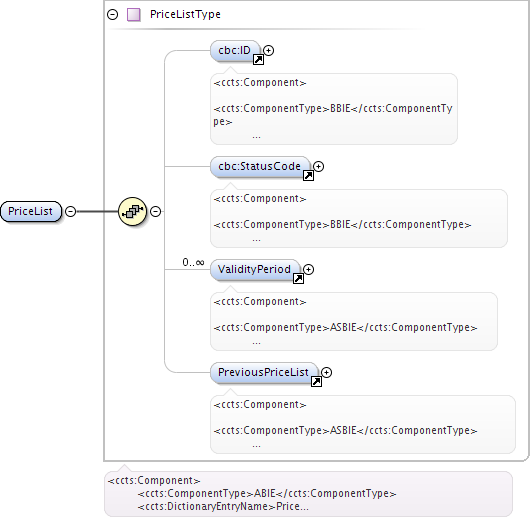 PriceListType
cbc:ID
<ccts:Component>
<ccts:ComponentType>BBIE</ccts:ComponentTy
pe>
...
cbc:StatusCode
<ccts:Component>
<ccts:ComponentType>BBIE</ccts:ComponentType>
...
PriceList
0..∞
ValidityPeriod
<ccts:Component>
<ccts:ComponentType>ASBIE</ccts:ComponentType>
...
PreviousPriceList
<ccts:Component>
<ccts:ComponentType>ASBIE</ccts:ComponentType>
...
<ccts:Component>
<ccts:ComponentType>ABIE</ccts:ComponentType>
<ccts:DictionaryEntryName>Price...